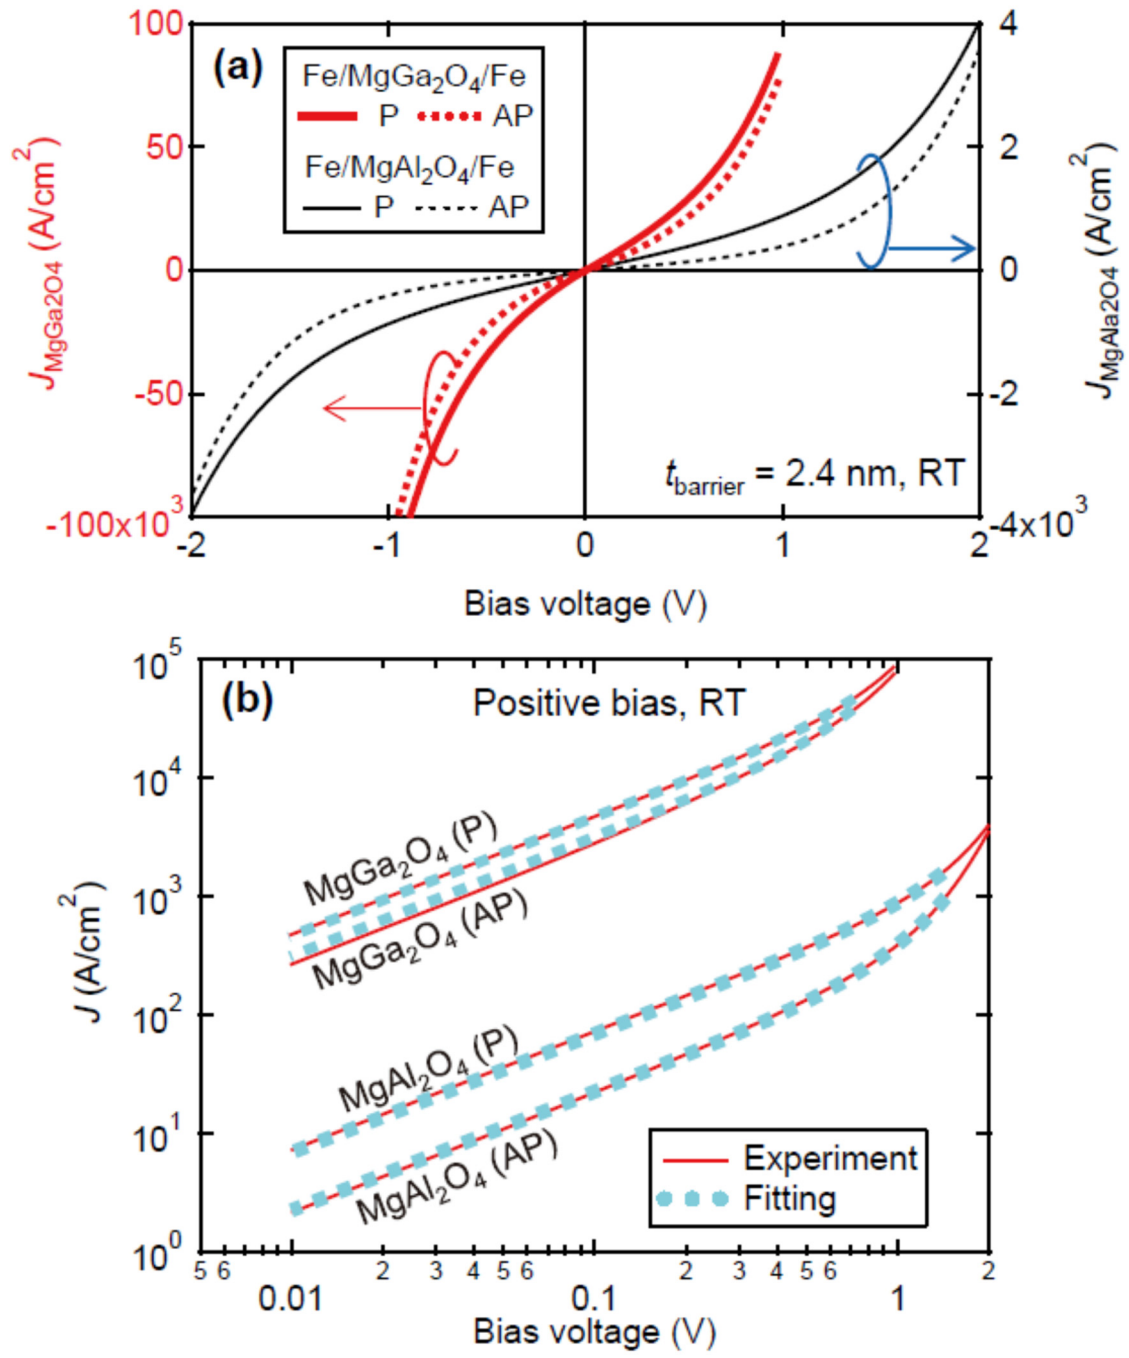 (a)
Fe/MgGa₂O₄/Fe
P AP
Fe/MgAl₂O₄/Fe
P AP
100
50
0
-50
-100x10³
J_MgGa2O4 (A/cm²)
4
2
0
-2
-4x10³
J_MgAla2O4 (A/cm²)
t_barrier = 2.4 nm, RT
-2 -1 0 1 2
Bias voltage (V)
(b)
Positive bias, RT
10⁵
10⁴
10³
10²
10¹
10⁰
J (A/cm²)
MgGa₂O₄ (P)
MgGa₂O₄ (AP)
MgAl₂O₄ (P)
MgAl₂O₄ (AP)
Experiment
Fitting
5 6 2 3 4 5 6 2 3 4 5 6 2
0.01 0.1 1
Bias voltage (V)